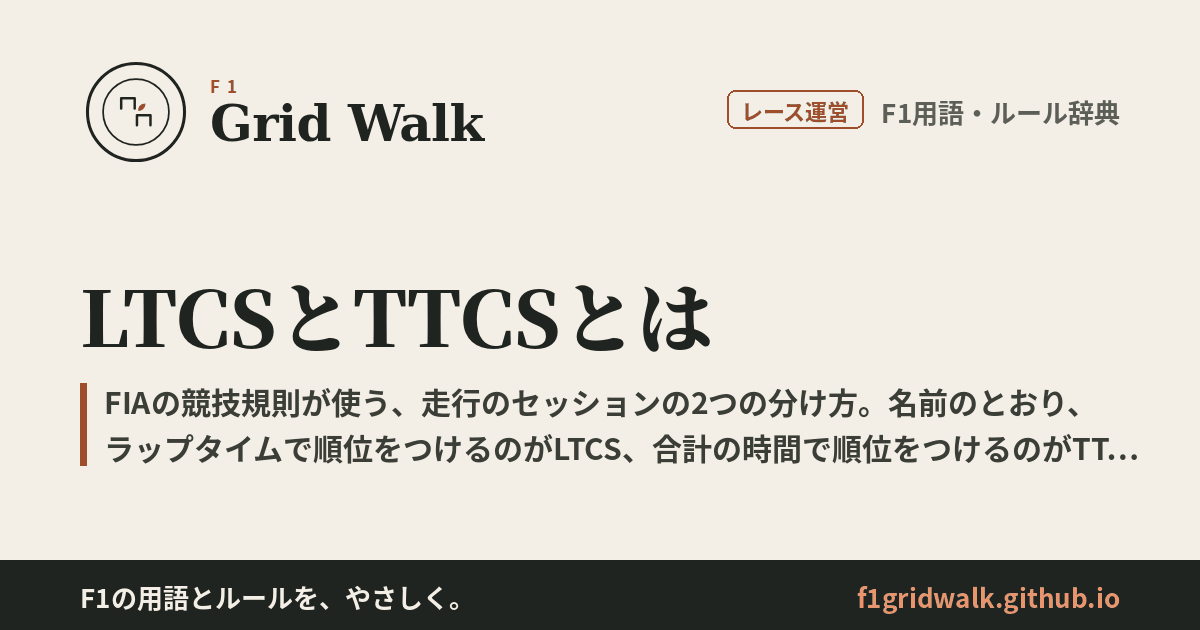 F1
Grid Walk
レース運営
F1用語・ルール辞典
LTCSとTTCSとは
FIAの競技規則が使う、走行のセッションの2つの分け方。名前のとおり、
ラップタイムで順位をつけるのがLTCS、合計の時間で順位をつけるのがTT…
F1の用語とルールを、やさしく。
f1gridwalk.github.io